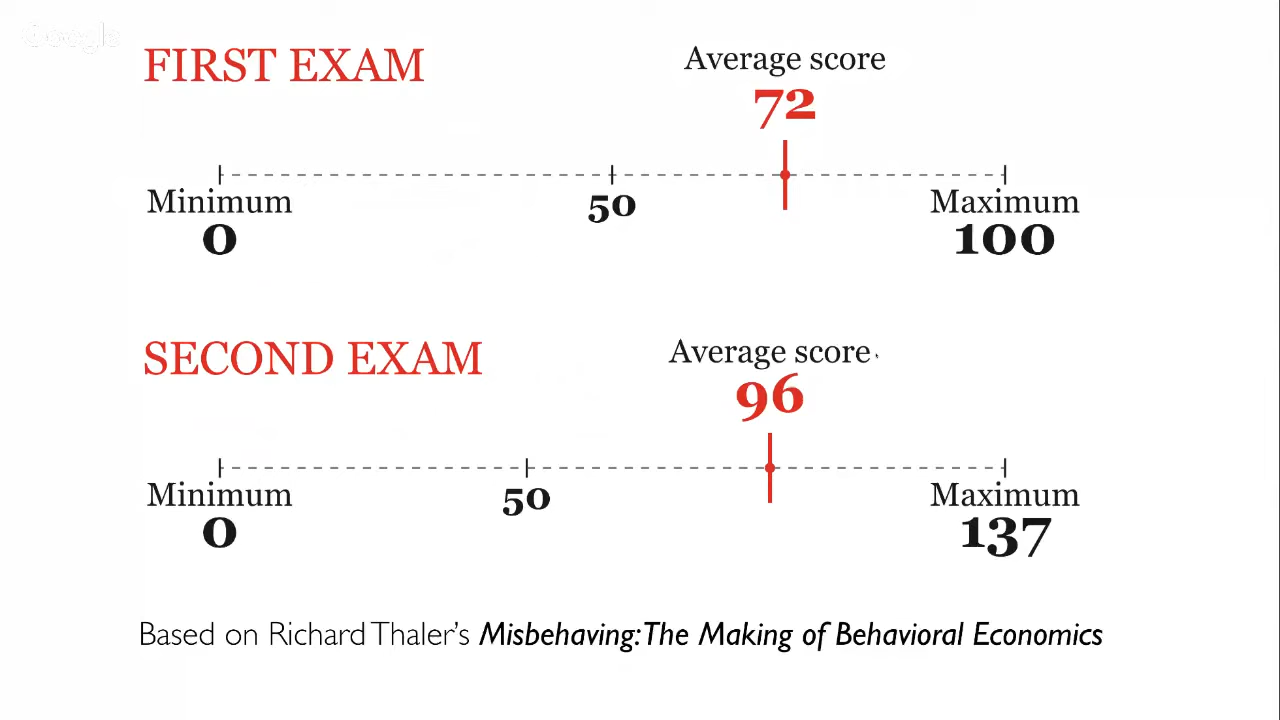 Google
FIRST EXAM
Average score
72
Minimum
0
50
Maximum
100
SECOND EXAM
Average score
96
Minimum
0
50
Maximum
137
Based on Richard Thaler's Misbehaving: The Making of Behavioral Economics